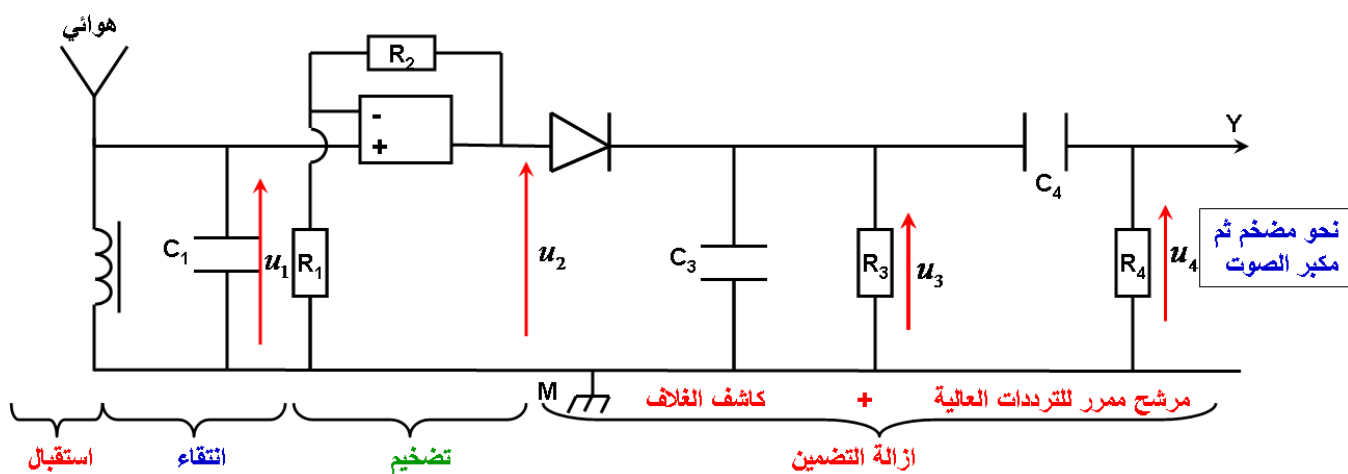 هوائي
R2
-
+
Y
C4
C1
u1
R1
u2
C3
R3
u3
R4
u4
نحو مضخم ثم
مكبر الصوت
M
كاشف الغلاف + مرشح ممرر للترددات العالية
استقبال
انتقاء
تضخيم
ازالة التضمين